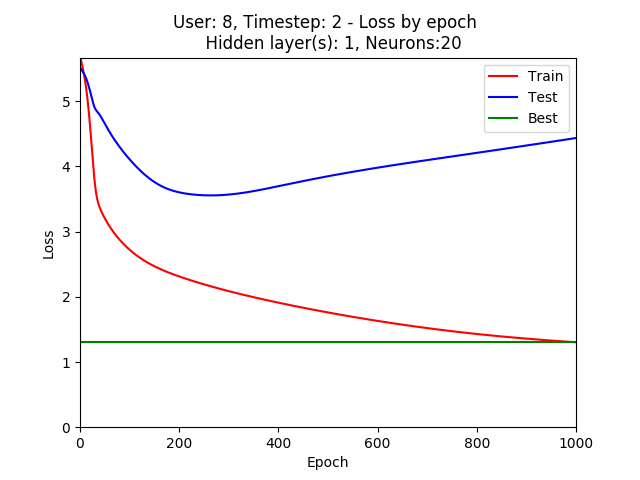 User: 8, Timestep: 2 - Loss by epoch
Hidden layer(s): 1, Neurons:20
Train
Test
Best
5
4
3
2
1
0
Loss
0 200 400 600 800 1000
Epoch